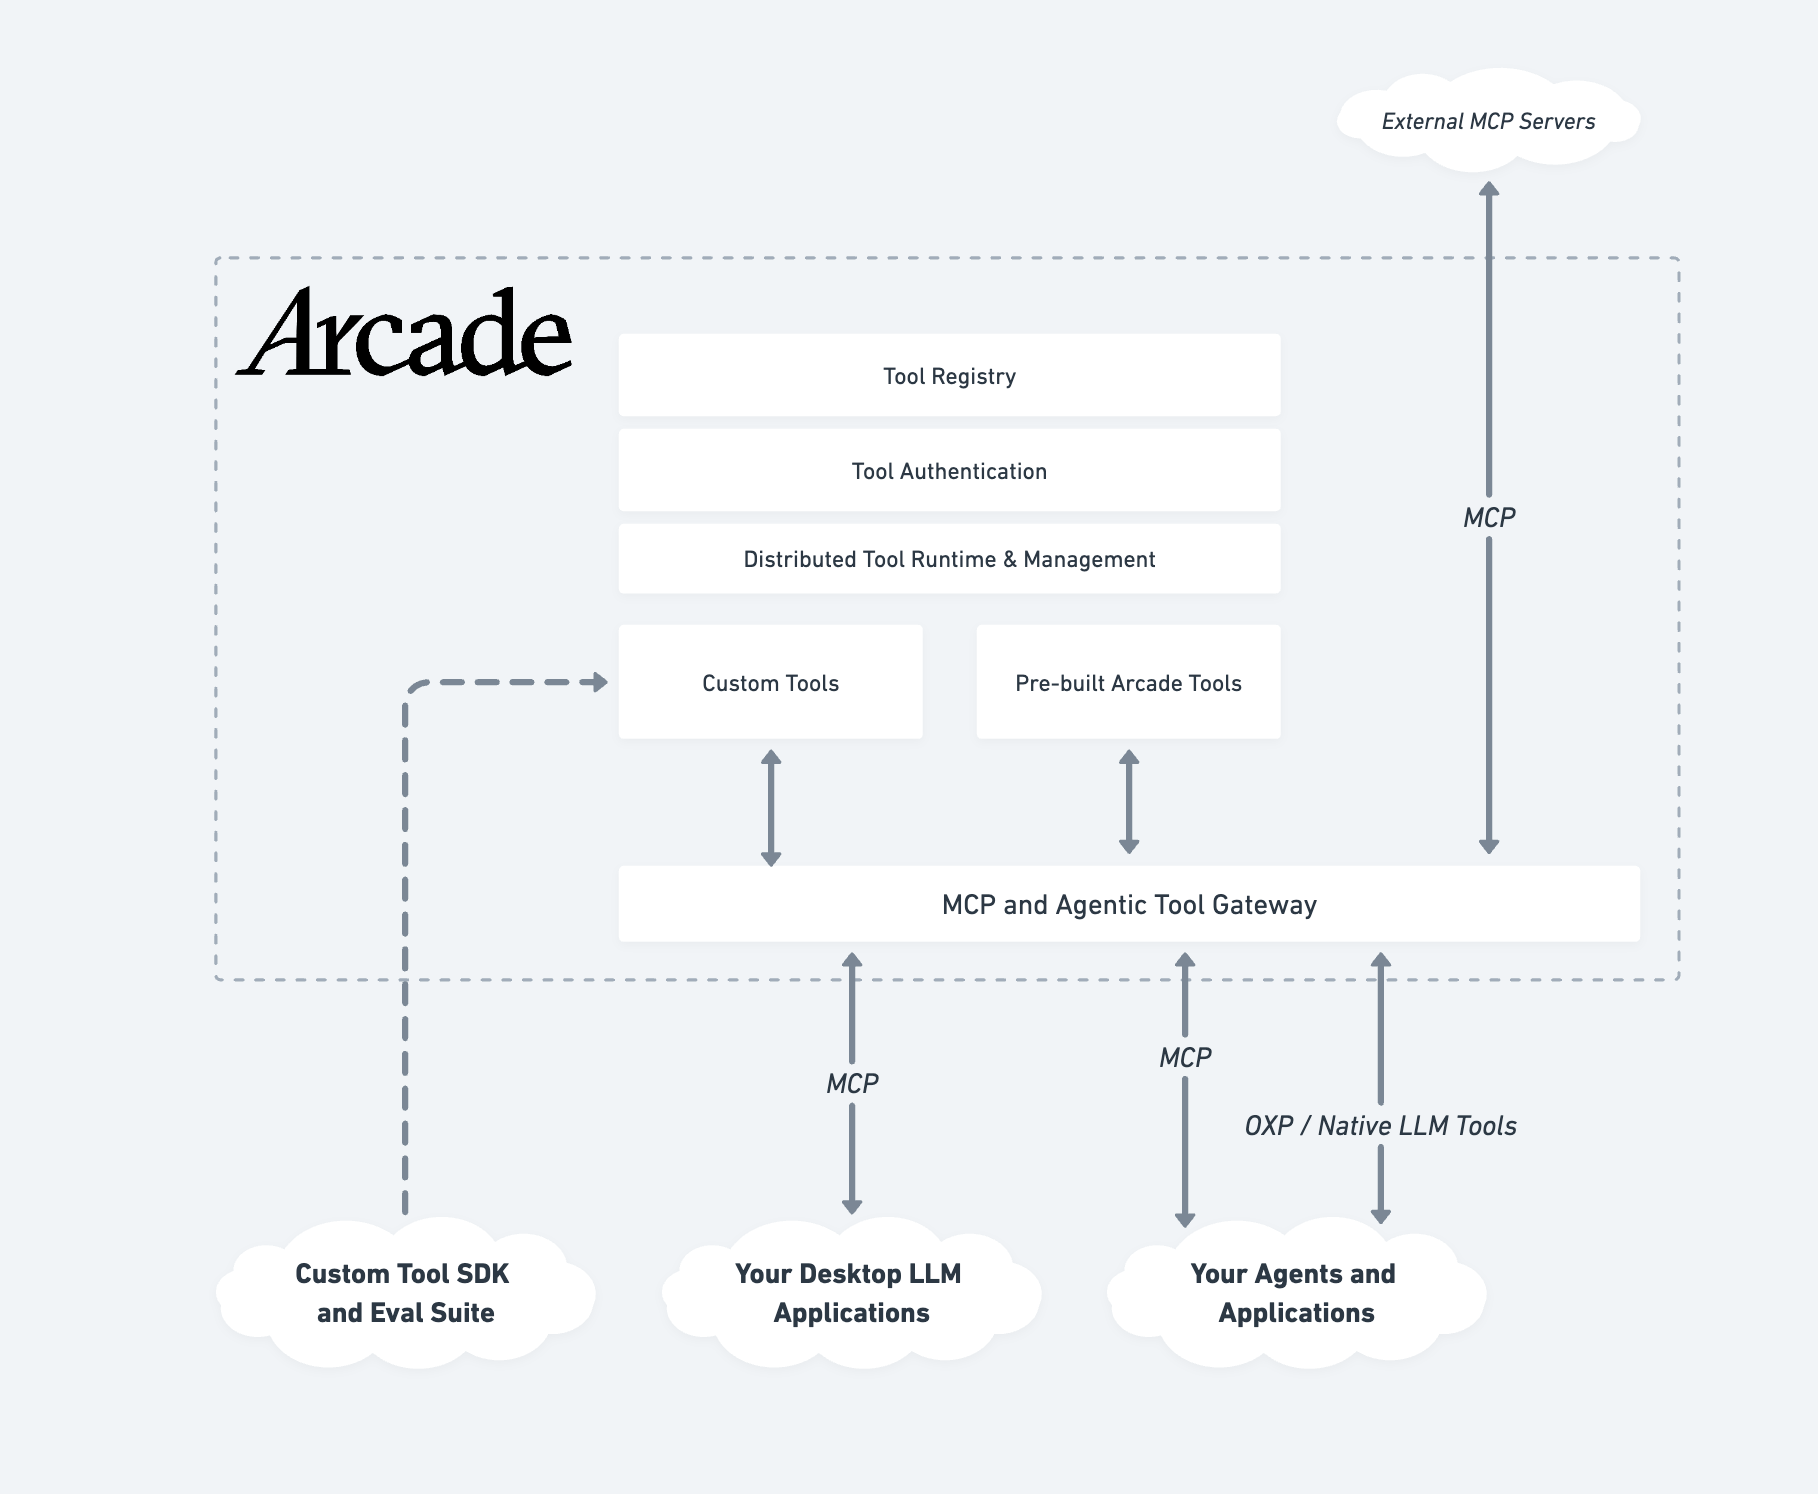 External MCP Servers
Arcade
Tool Registry
Tool Authentication
MCP
Distributed Tool Runtime & Management
Custom Tools
Pre-built Arcade Tools
MCP and Agentic Tool Gateway
MCP
MCP
OXP / Native LLM Tools
Custom Tool SDK
and Eval Suite
Your Desktop LLM
Applications
Your Agents and
Applications